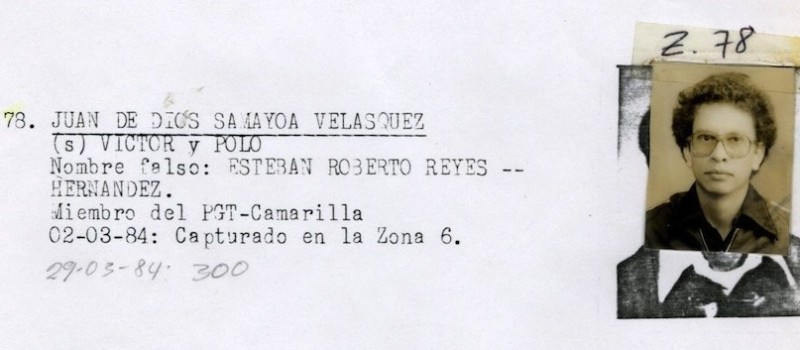 Z. 78
78. JUAN DE DIOS SAMAYOA VELASQUEZ
(s) VICTOR y POLO
Nombre falso: ESTEBAN ROBERTO REYES --
HERNANDEZ.
Miembro del PGT-Camarilla
02-03-84: Capturado en la Zona 6.
29-03-84: 300